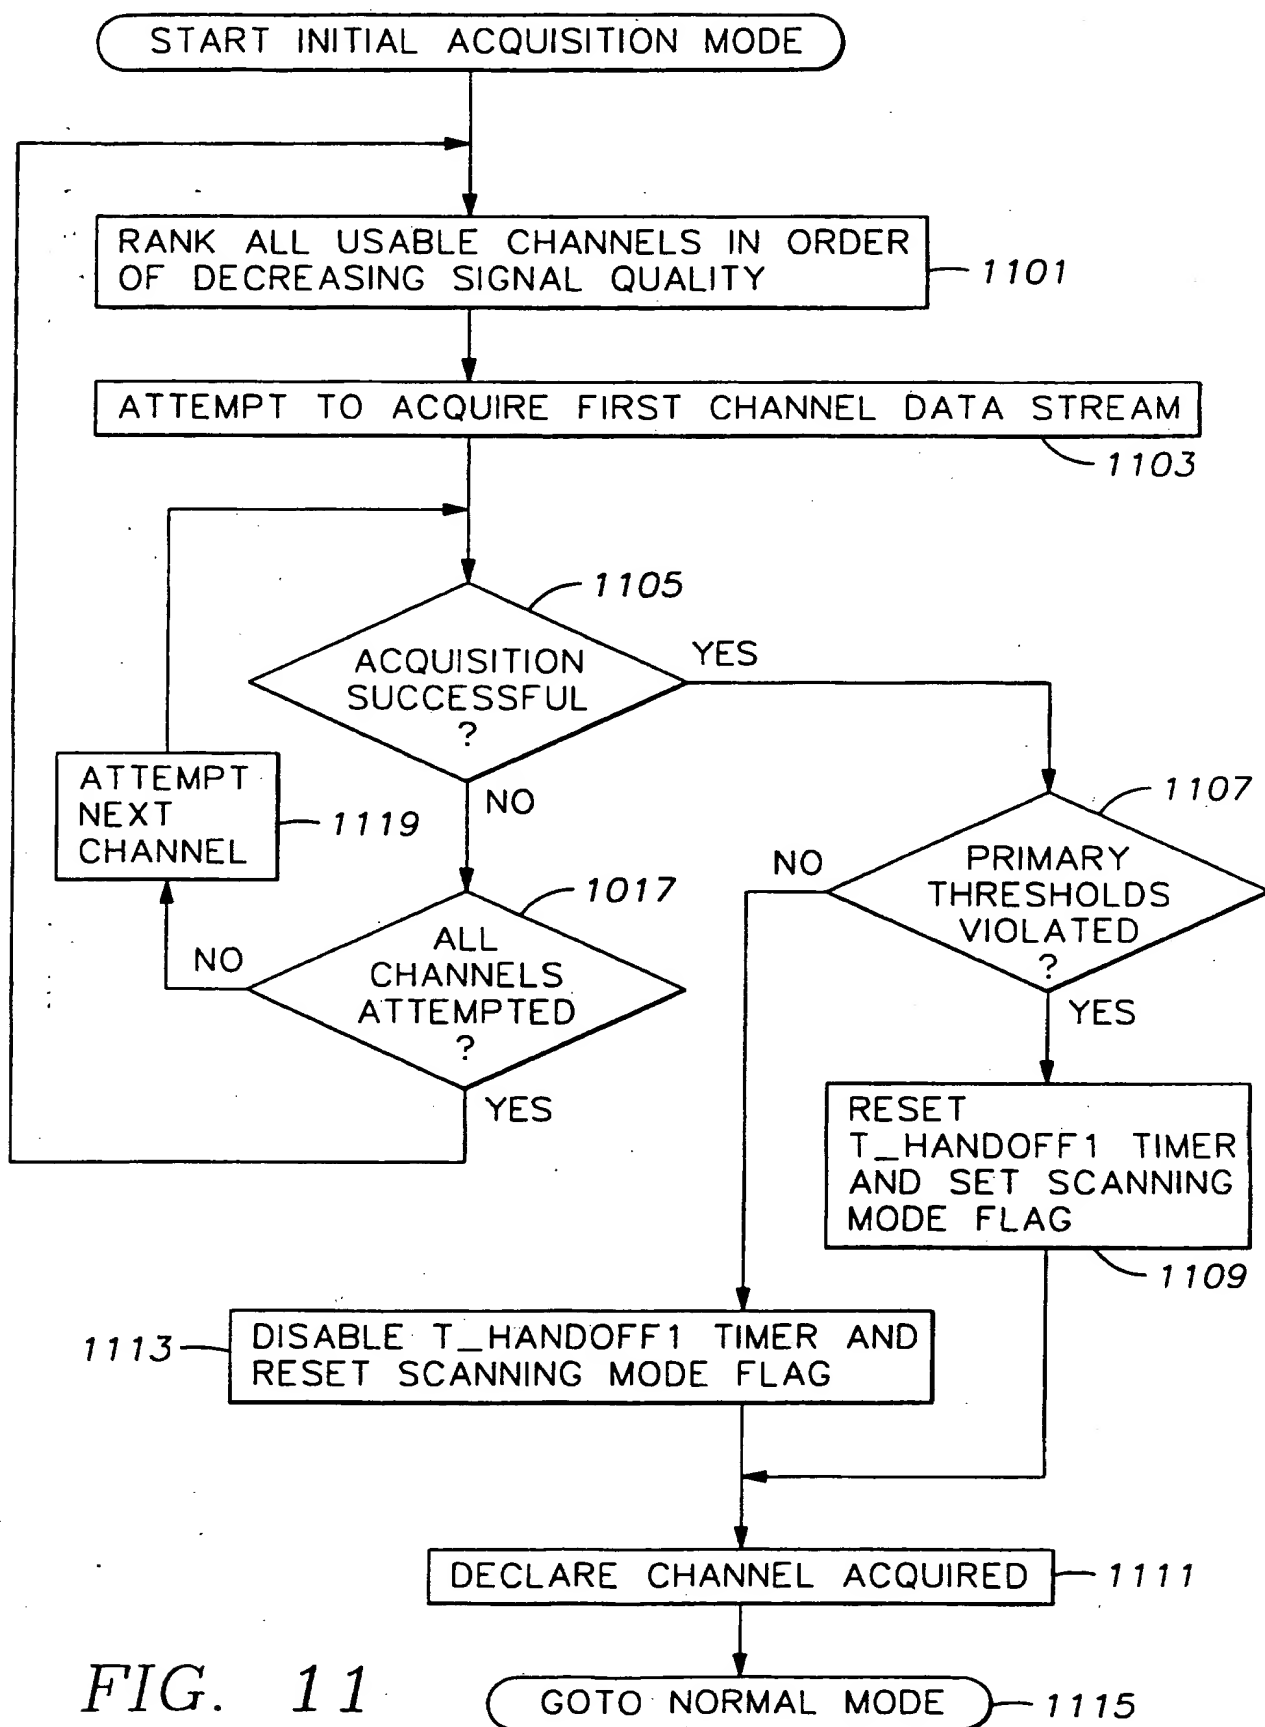 START INITIAL ACQUISITION MODE
RANK ALL USABLE CHANNELS IN ORDER
OF DECREASING SIGNAL QUALITY
1101
ATTEMPT TO ACQUIRE FIRST CHANNEL DATA STREAM
1103
1105
ACQUISITION
SUCCESSFUL
?
YES
NO
ATTEMPT
NEXT
CHANNEL
1119
1107
PRIMARY
THRESHOLDS
VIOLATED
?
NO
YES
1017
ALL
CHANNELS
ATTEMPTED
?
NO
YES
RESET
T_HANDOFF1 TIMER
AND SET SCANNING
MODE FLAG
1109
1113
DISABLE T_HANDOFF1 TIMER AND
RESET SCANNING MODE FLAG
DECLARE CHANNEL ACQUIRED
1111
GOTO NORMAL MODE
1115
FIG. 11